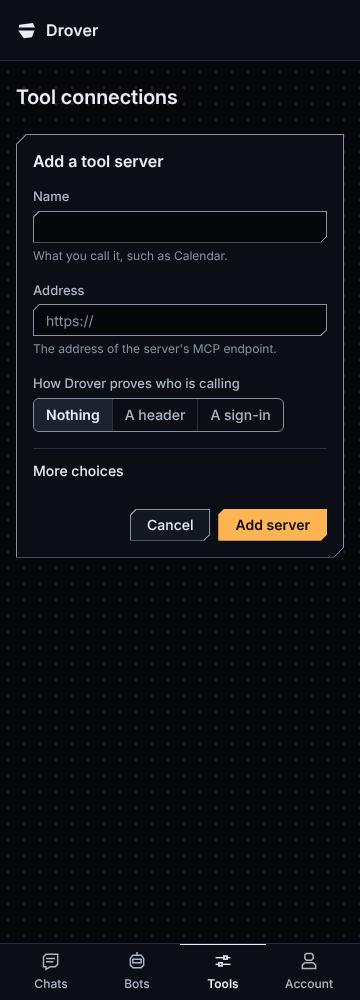 Drover
Tool connections
Add a tool server
Name
What you call it, such as Calendar.
Address
https://
The address of the server's MCP endpoint.
How Drover proves who is calling
Nothing A header A sign-in
More choices
Cancel Add server
Chats Bots Tools Account